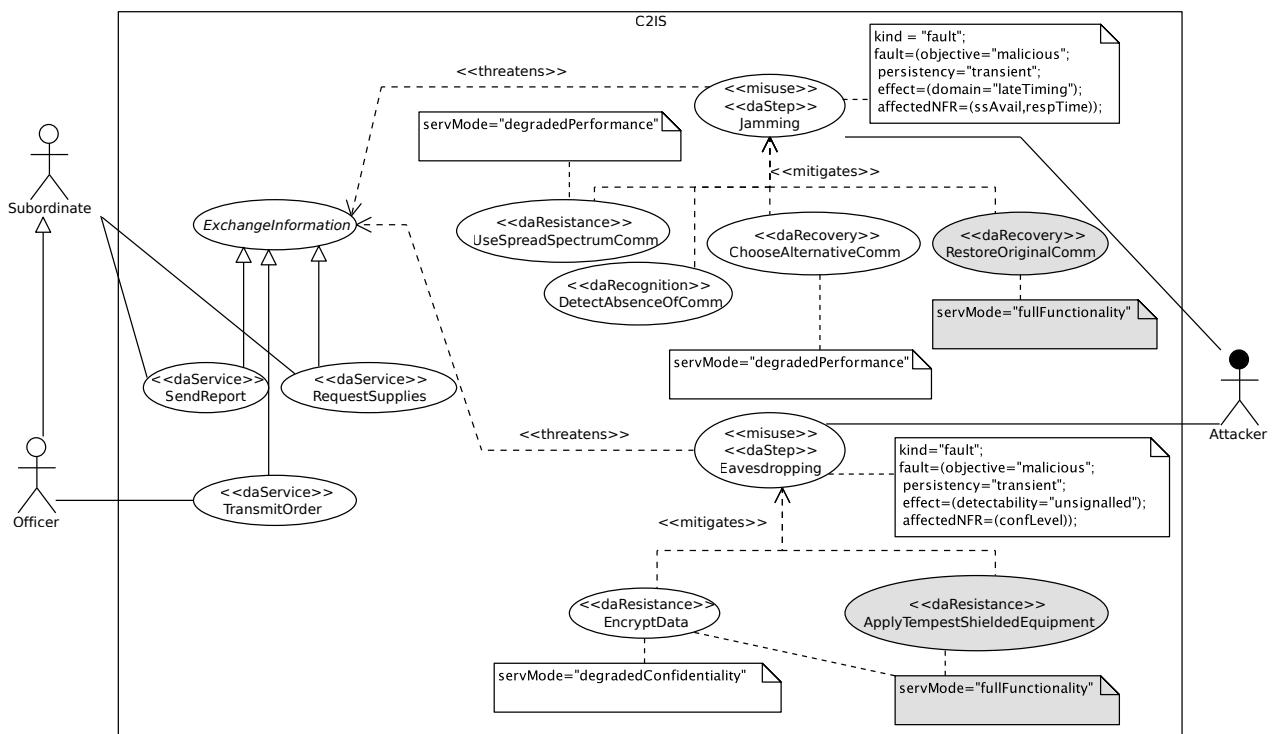 C2IS
kind = "fault";
fault=(objective="malicious";
persistency="transient";
effect=(domain="lateTiming");
affectedNFR=(ssAvail,respTime));
<<threatens>>
<<misuse>>
<<daStep>>
Jamming
servMode="degradedPerformance"
<<mitigates>>
Subordinate
ExchangeInformation
<<daResistance>>
UseSpreadSpectrumComm
<<daRecovery>>
ChooseAlternativeComm
<<daRecovery>>
RestoreOriginalComm
<<daRecognition>>
DetectAbsenceOfComm
servMode="fullFunctionality"
servMode="degradedPerformance"
<<daService>>
SendReport
<<daService>>
RequestSupplies
Attacker
<<threatens>>
<<misuse>>
<<daStep>>
Eavesdropping
kind="fault";
fault=(objective="malicious";
persistency="transient";
effect=(detectability="unsignalled");
affectedNFR=(confLevel));
<<daService>>
TransmitOrder
Officer
<<mitigates>>
<<daResistance>>
EncryptData
<<daResistance>>
ApplyTempestShieldedEquipment
servMode="degradedConfidentiality"
servMode="fullFunctionality"